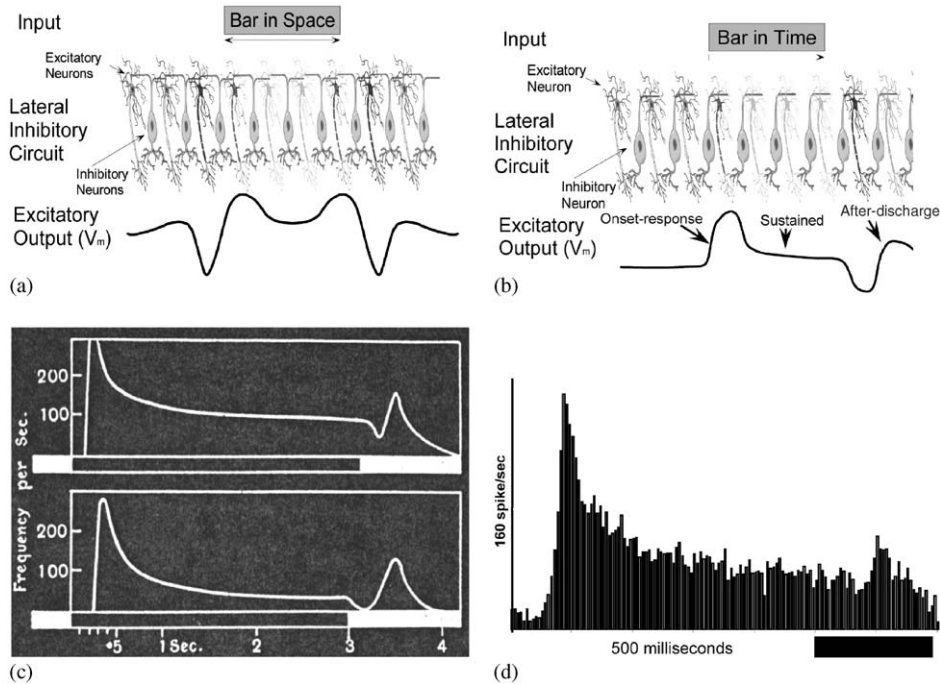 Input
Bar in Space
Excitatory
Neurons
Lateral
Inhibitory
Circuit
Inhibitory
Neurons
Excitatory
Output (Vm)
(a)
Input
Bar in Time
Excitatory
Neuron
Lateral
Inhibitory
Circuit
Inhibitory
Neuron
Excitatory
Output (Vm)
Onset-response
Sustained
After-discharge
(b)
Frequency per Sec.
200
100
200
100
.5
1 Sec.
2
3
4
(c)
160 spike/sec
500 milliseconds
(d)